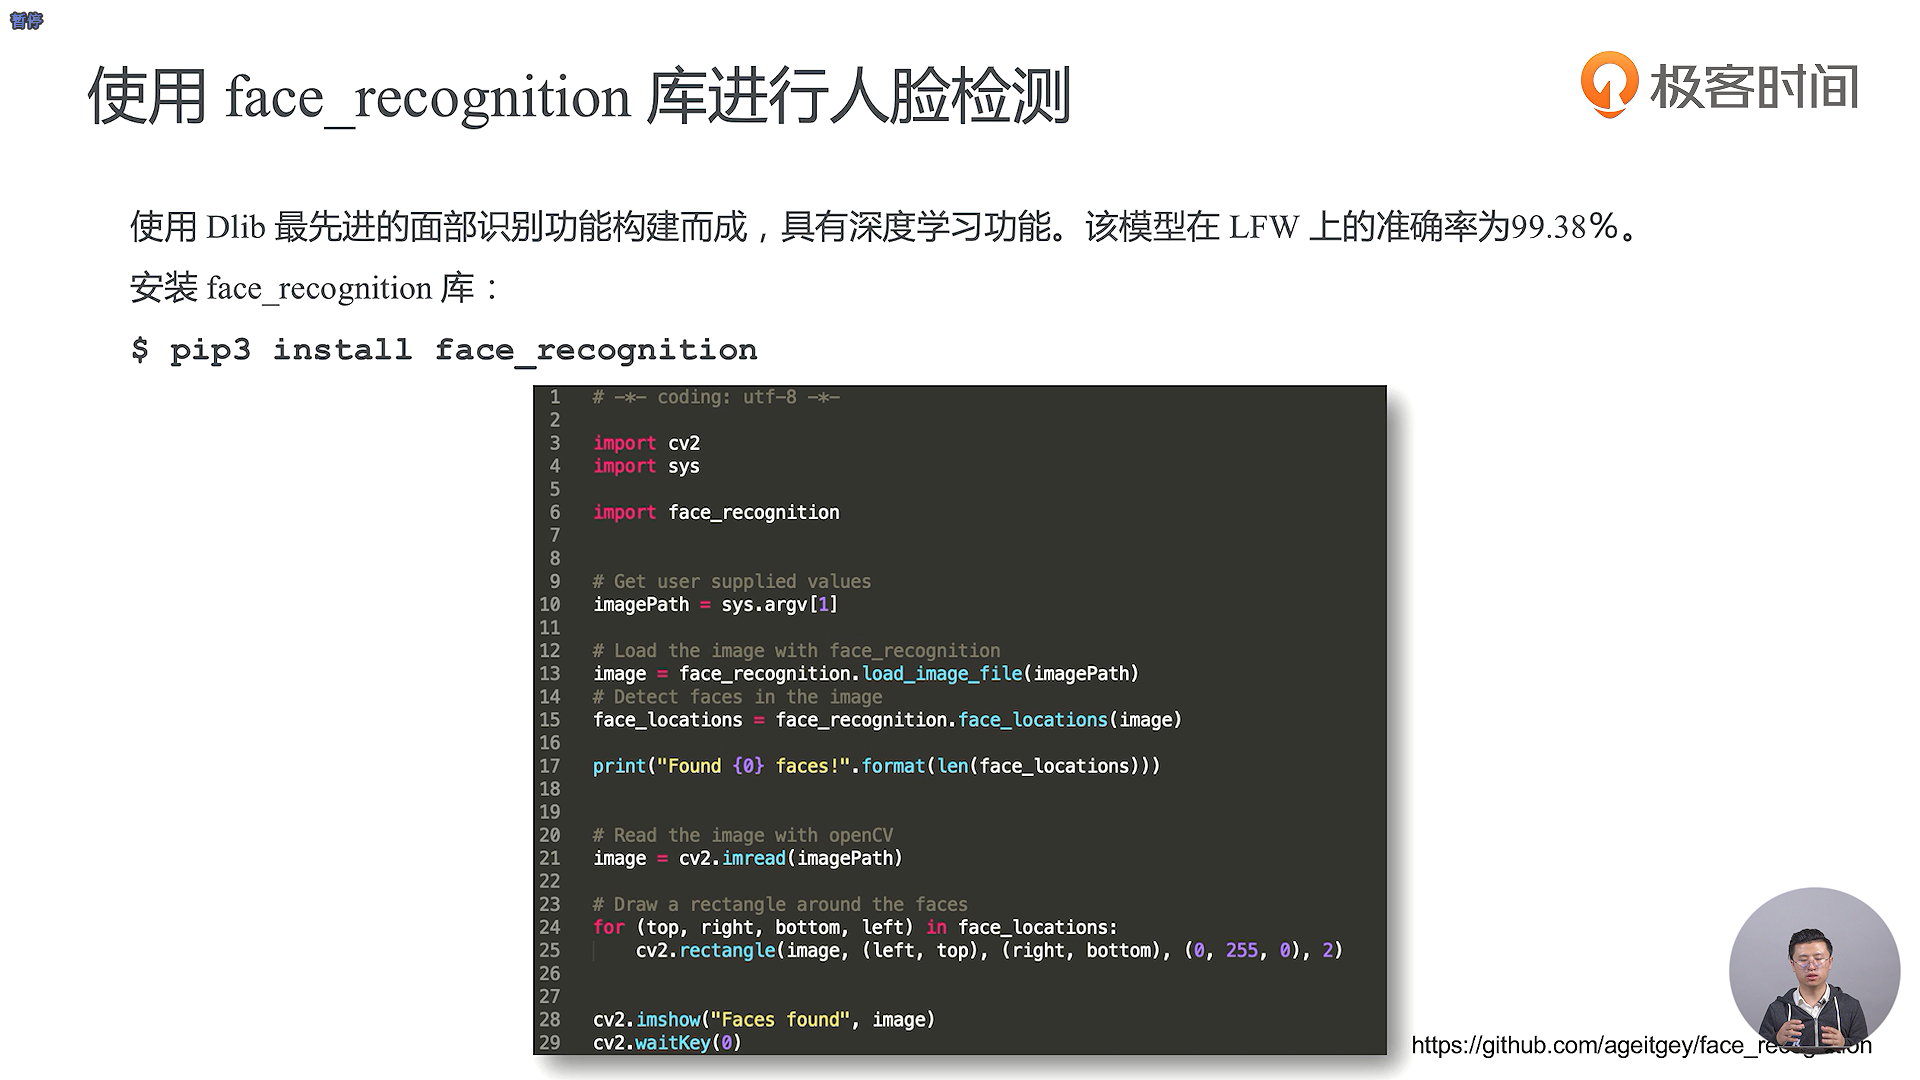 暂停
使用 face_recognition 库进行人脸检测
极客时间
使用 Dlib 最先进的面部识别功能构建而成，具有深度学习功能。该模型在 LFW 上的准确率为99.38%。
安装 face_recognition 库：
$ pip3 install face_recognition
1 # -*- coding: utf-8 -*-
2
3 import cv2
4 import sys
5
6 import face_recognition
7
8
9 # Get user supplied values
10 imagePath = sys.argv[1]
11
12 # Load the image with face_recognition
13 image = face_recognition.load_image_file(imagePath)
14 # Detect faces in the image
15 face_locations = face_recognition.face_locations(image)
16
17 print("Found {0} faces!".format(len(face_locations)))
18
19
20 # Read the image with openCV
21 image = cv2.imread(imagePath)
22
23 # Draw a rectangle around the faces
24 for (top, right, bottom, left) in face_locations:
25     cv2.rectangle(image, (left, top), (right, bottom), (0, 255, 0), 2)
26
27
28 cv2.imshow("Faces found", image)
29 cv2.waitKey(0)
https://github.com/ageitgey/face_recognition